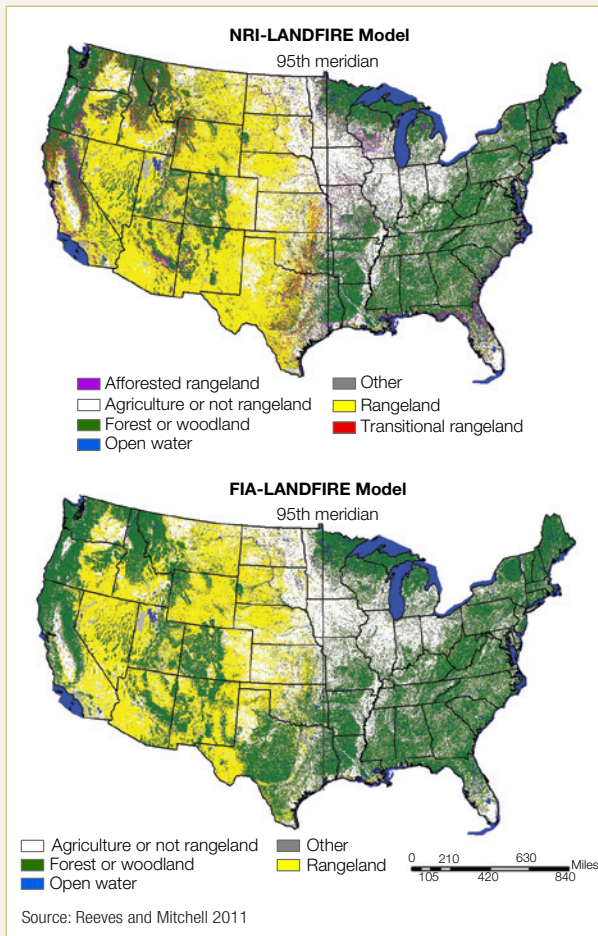 NRI-LANDFIRE Model
95th meridian
Afforested rangeland
Agriculture or not rangeland
Forest or woodland
Open water
Other
Rangeland
Transitional rangeland
FIA-LANDFIRE Model
95th meridian
Agriculture or not rangeland
Forest or woodland
Open water
Other
Rangeland
0 210 630 Miles
105 420 840
Source: Reeves and Mitchell 2011